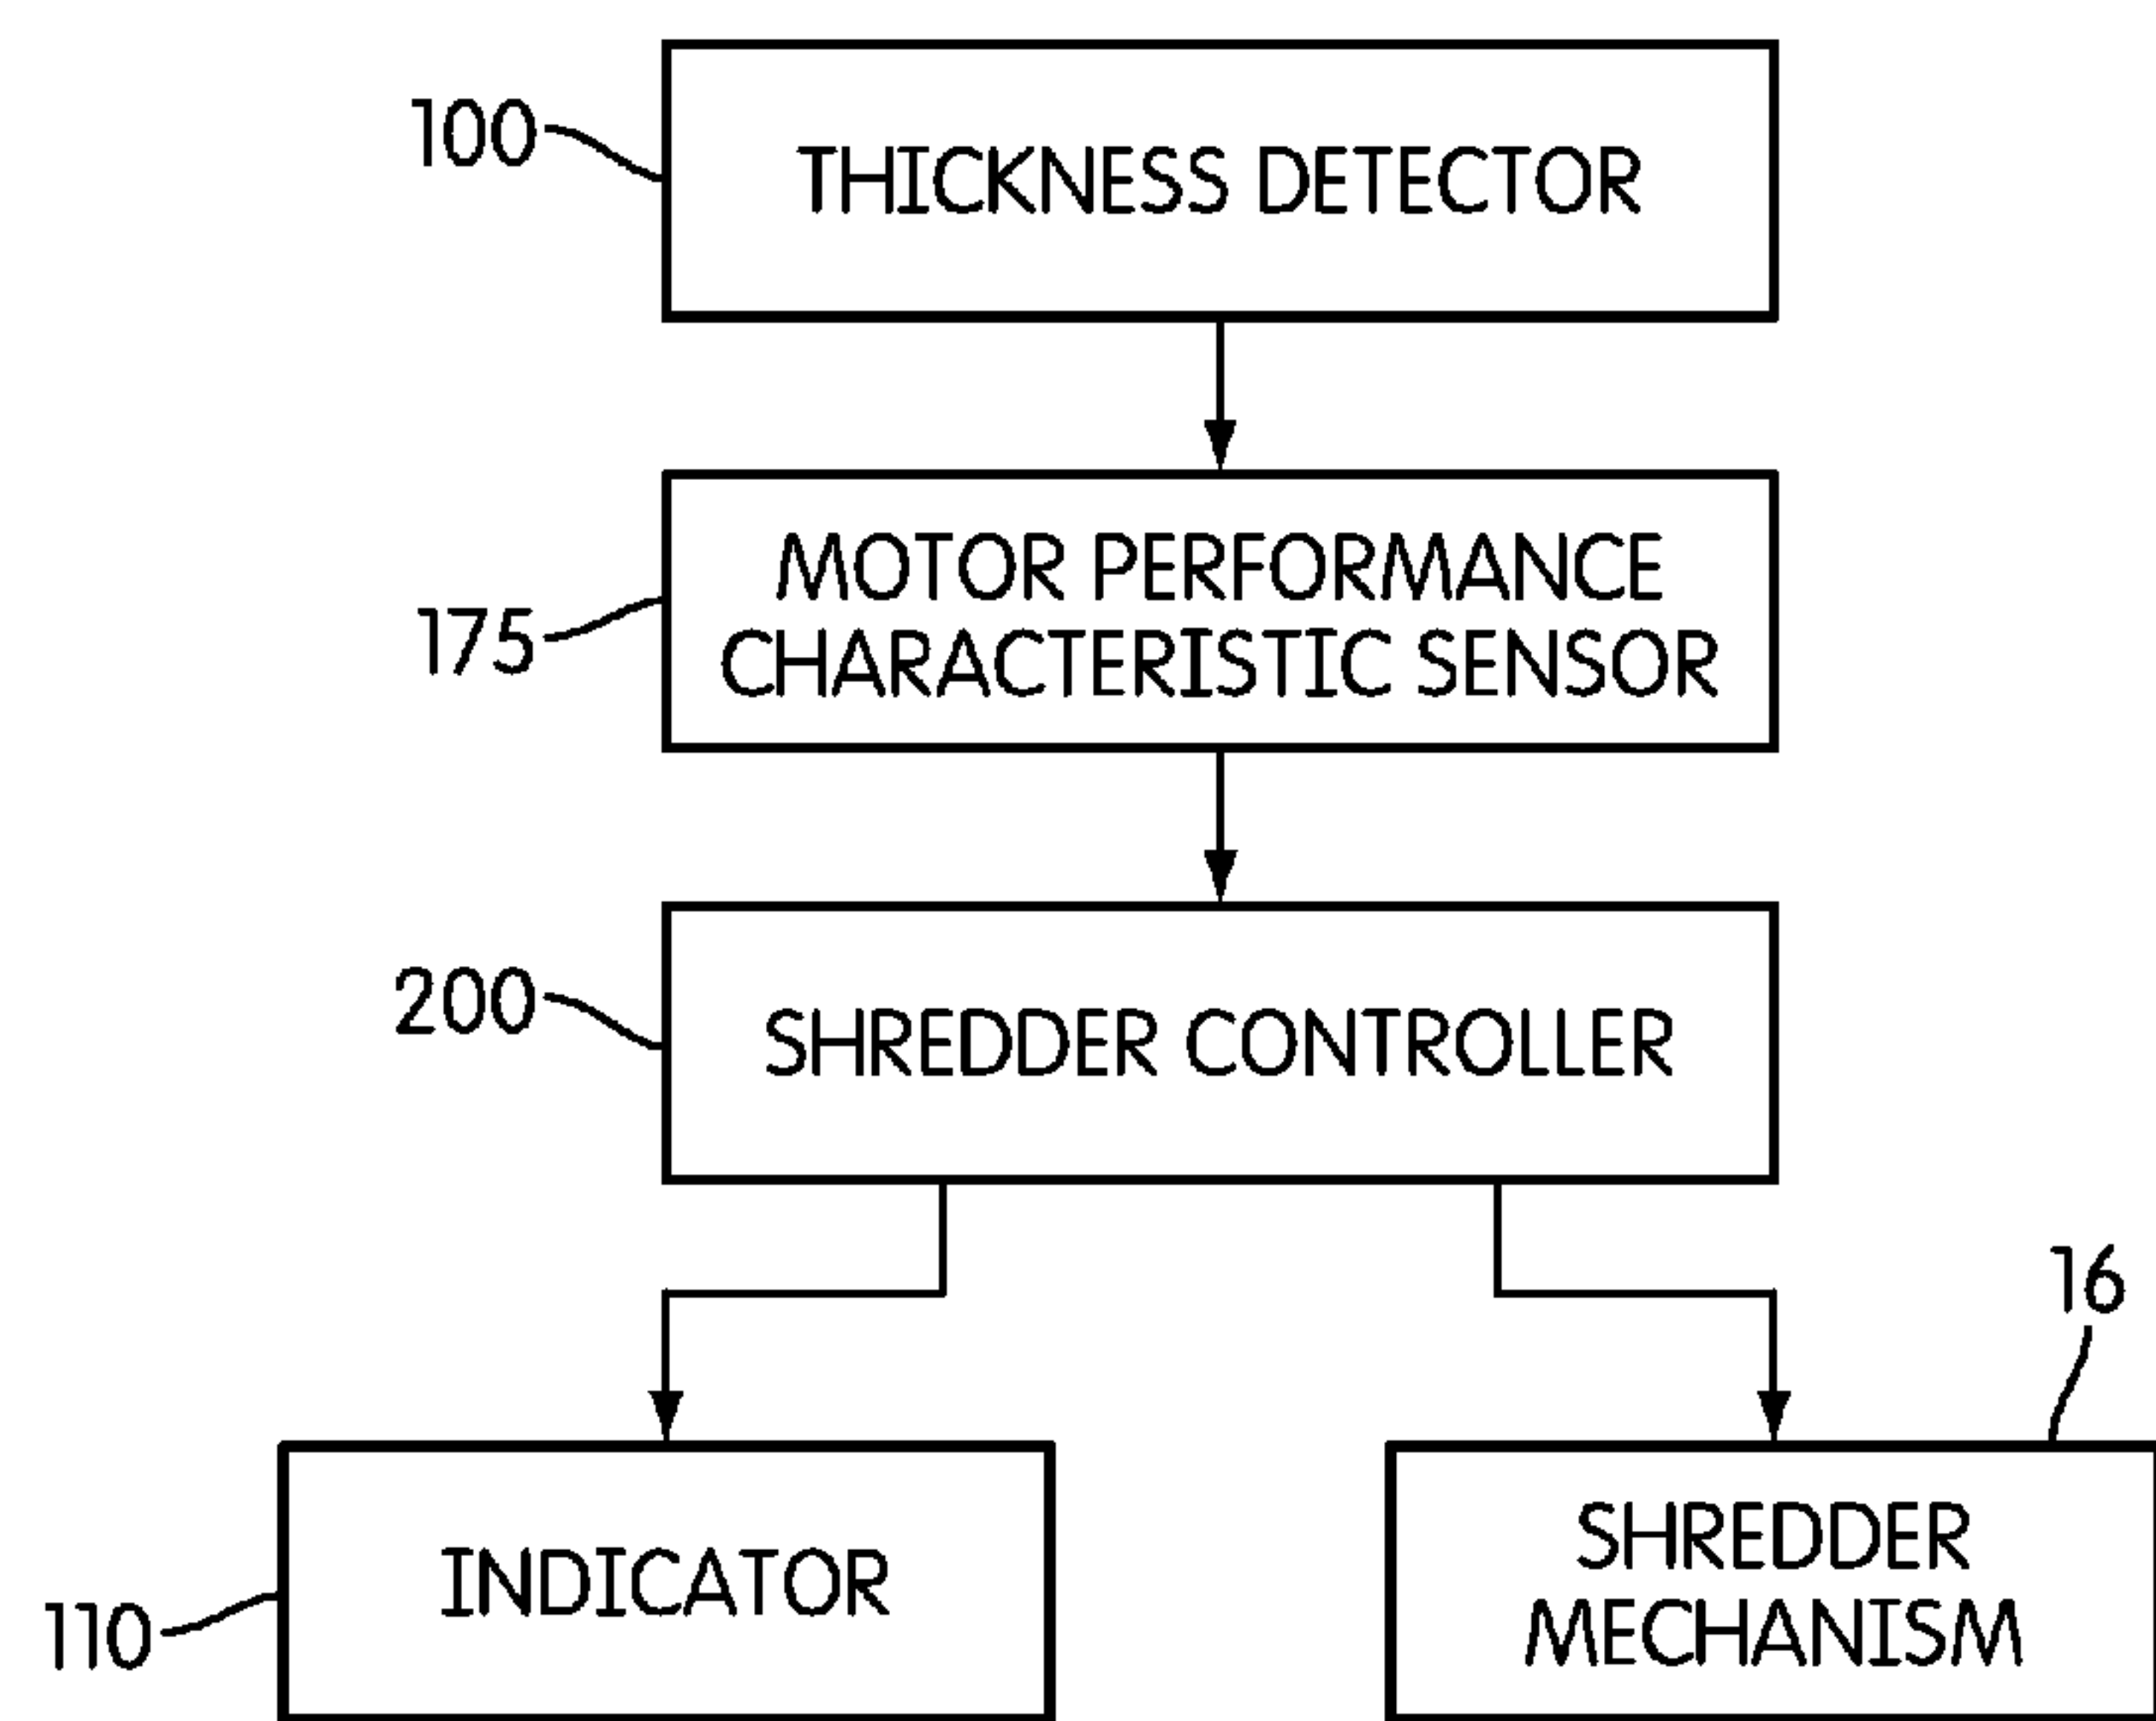 100
THICKNESS DETECTOR
MOTOR PERFORMANCE
175
CHARACTERISTIC SENSOR
200
SHREDDER CONTROLLER
16
SHREDDER
INDICATOR
110
MECHANISM